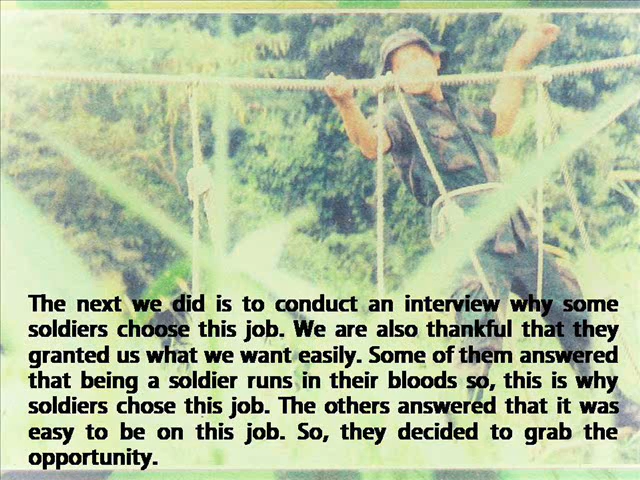 The next we did is to conduct an interview why some
soldiers choose this job. We are also thankful that they
granted us what we want easily. Some of them answered
that being a soldier runs in their bloods so, this is why
soldiers chose this job. The others answered that it was
easy to be on this job. So, they decided to grab the
opportunity.